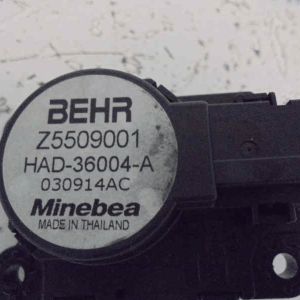 BEHR
Z5509001
HAD-36004-A
030914AC
Minebea
MADE IN THAILAND